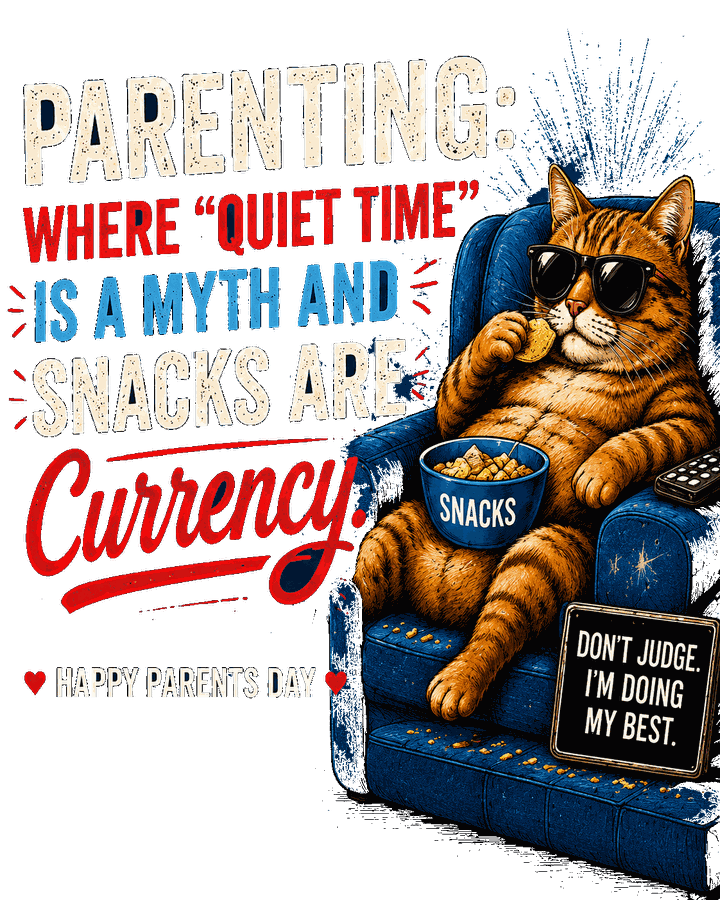 PARENTING:
WHERE “QUIET TIME”
IS A MYTH AND
SNACKS ARE
Currency.
HAPPY PARENTS DAY
SNACKS
DON'T JUDGE.
I'M DOING
MY BEST.